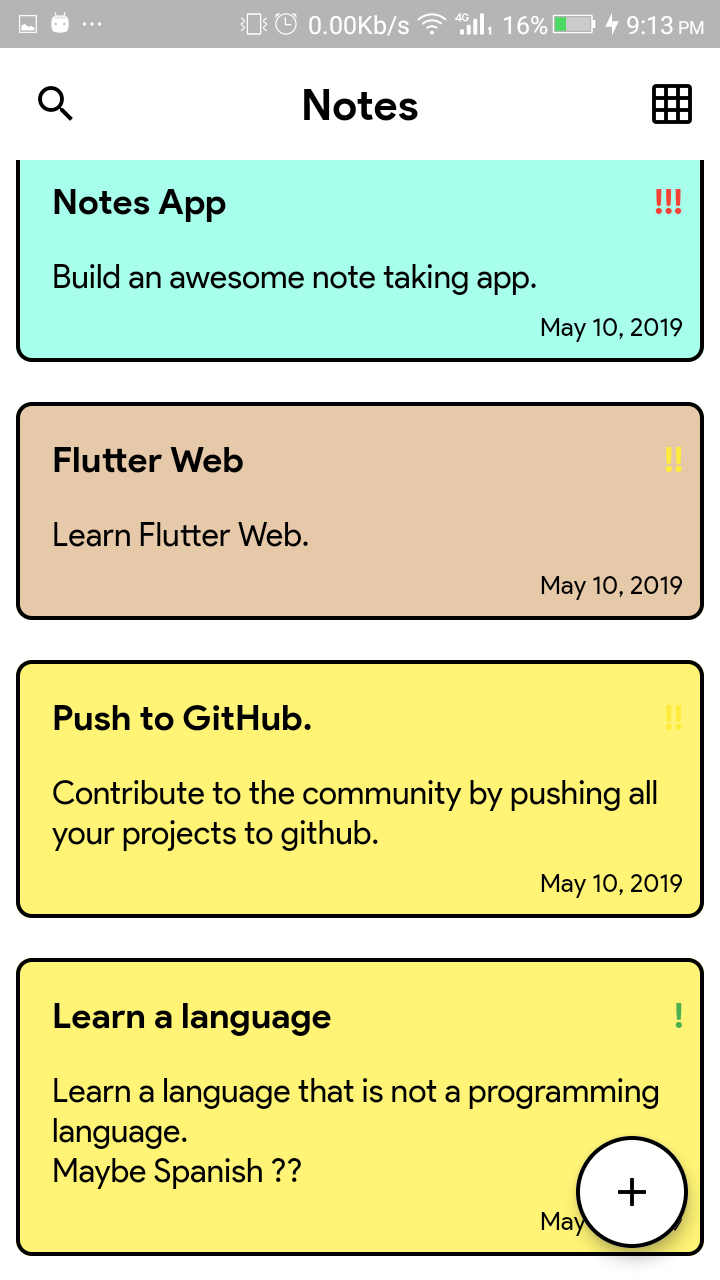 0.00Kb/s 4G 1 16% 9:13 PM
Notes
Notes App !!!
Build an awesome note taking app.
May 10, 2019
Flutter Web !!
Learn Flutter Web.
May 10, 2019
Push to GitHub. !!
Contribute to the community by pushing all
your projects to github.
May 10, 2019
Learn a language !
Learn a language that is not a programming
language.
Maybe Spanish ??
May